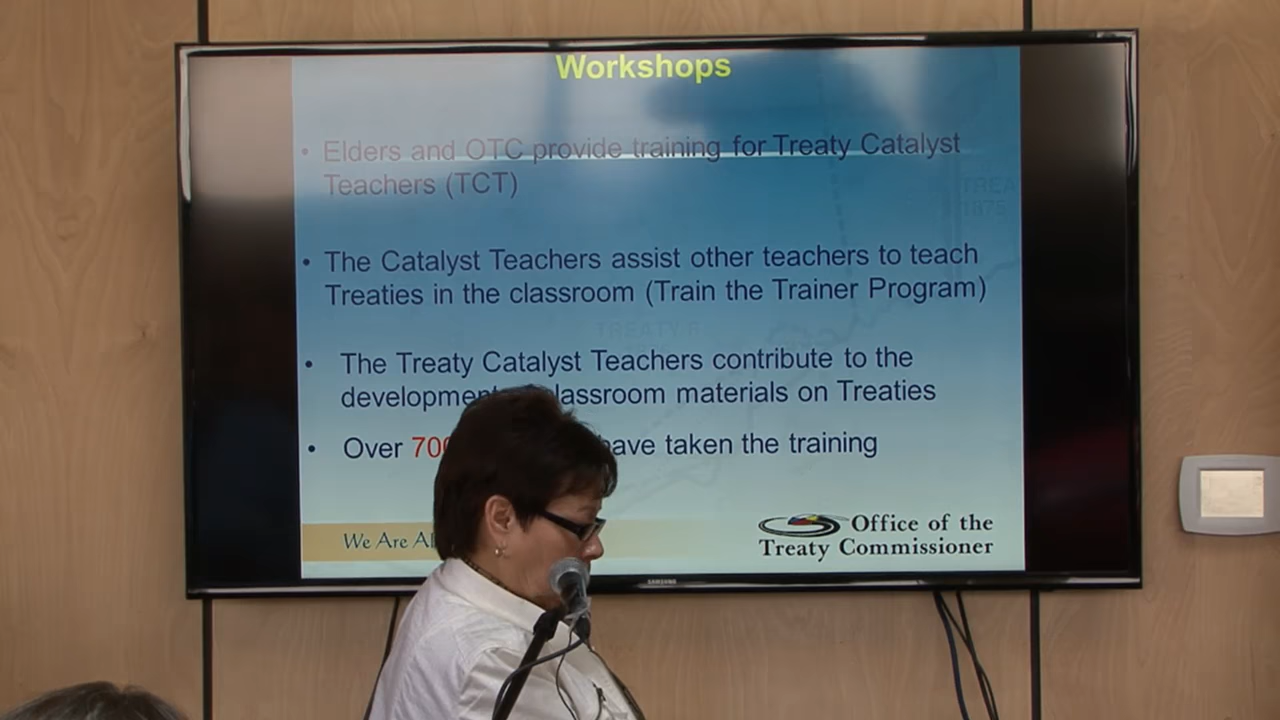 Workshops
• Elders and OTC provide training for Treaty Catalyst
Teachers (TCT)
• The Catalyst Teachers assist other teachers to teach
Treaties in the classroom (Train the Trainer Program)
• The Treaty Catalyst Teachers contribute to the
classroom materials on Treaties
• Over have taken the training
We Are
Office of the
Treaty Commissioner
SAMSUNG